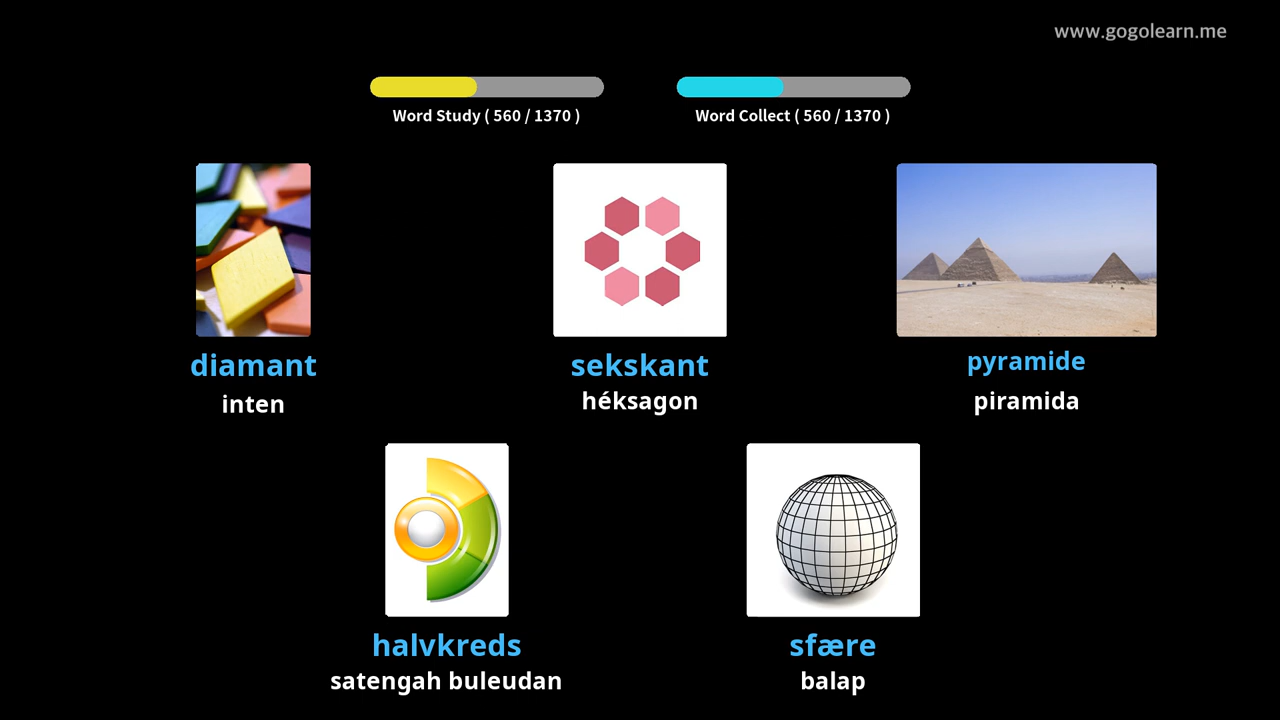 www.gogolearn.me
Word Study ( 560 / 1370 )
Word Collect ( 560 / 1370 )
diamant
inten
sekskant
héksagon
pyramide
piramida
halvkreds
satengah buleudan
sfære
balap